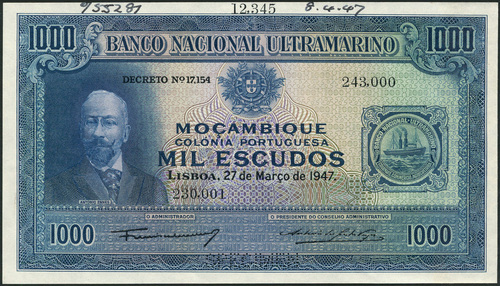 955281 12.345 8.4.47
1000 BANCO NACIONAL ULTRAMARINO 1000
DECRETO Nº 17.154
243,000
MOÇAMBIQUE
COLÓNIA PORTUGUESA
MIL ESCUDOS
LISBOA, 27 de Março de 1947.
230,001
O ADMINISTRADOR
O PRESIDENTE DO CONSELHO ADMINISTRATIVO
1000 1000